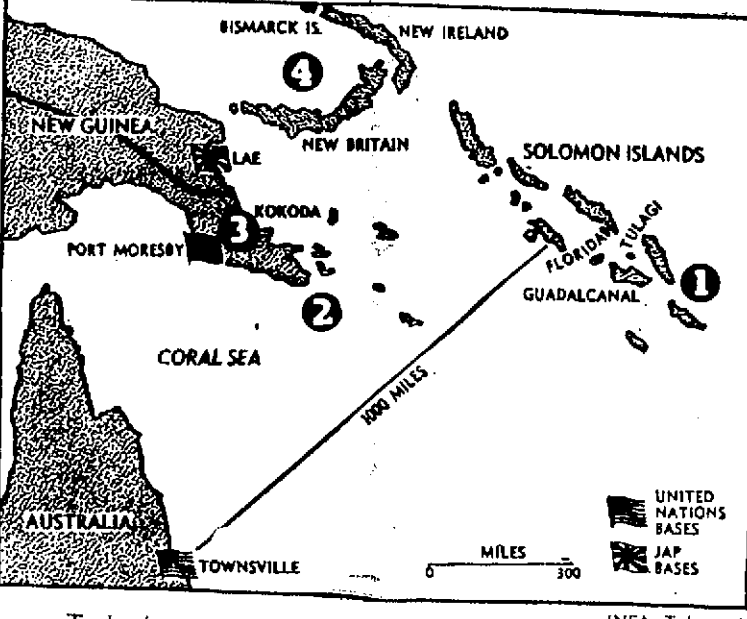 BISMARCK IS.
NEW IRELAND
4
NEW GUINEA
NEW BRITAIN
SOLOMON ISLANDS
LAE
KOKODA
3
PORT MORESBY
FLORIDA
TULAGI
1
GUADALCANAL
2
CORAL SEA
1000 MILES
AUSTRALIA
TOWNSVILLE
UNITED
NATIONS
BASES
JAP
BASES
MILES
0 300